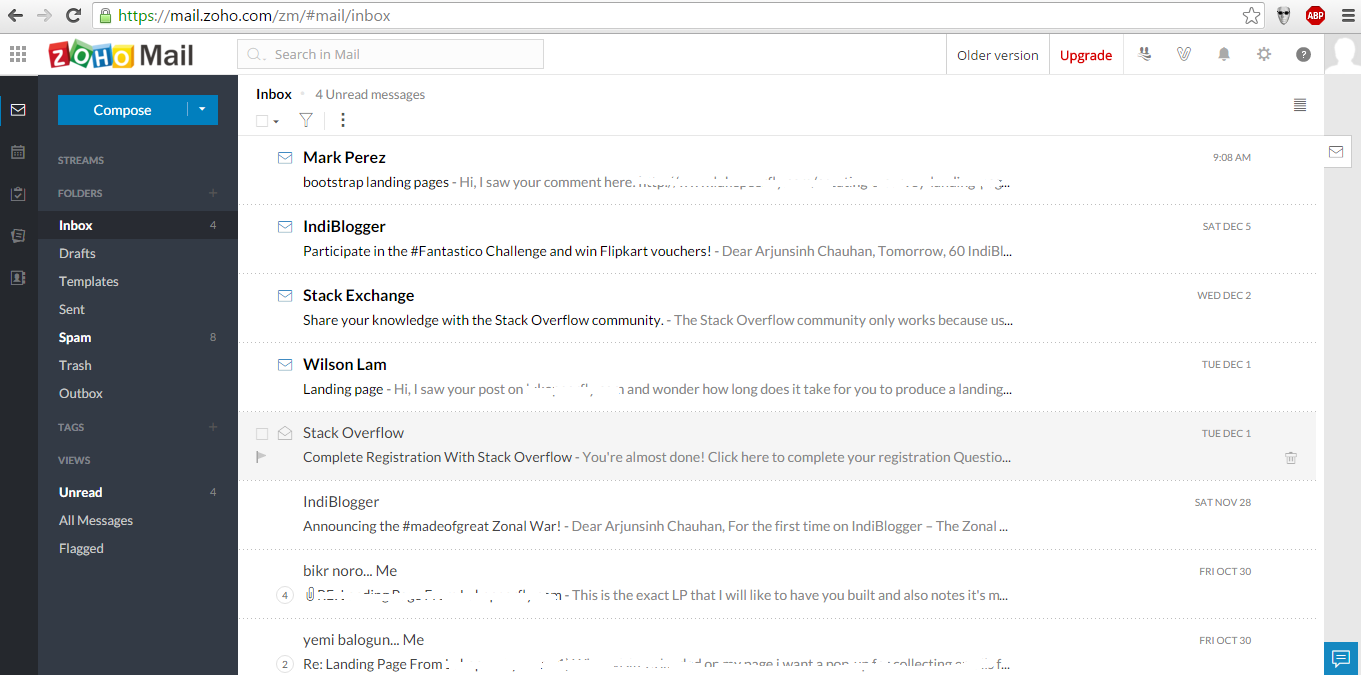 https://mail.zoho.com/zm/#mail/inbox
ABP
ZOHO Mail
Search in Mail
Older version
Upgrade
?
Compose
STREAMS
FOLDERS
Inbox 4
Drafts
Templates
Sent
Spam 8
Trash
Outbox
TAGS
VIEWS
Unread 4
All Messages
Flagged
Inbox 4 Unread messages
Mark Perez 9:08 AM
bootstrap landing pages - Hi, I saw your comment here.
IndiBlogger SAT DEC 5
Participate in the #Fantastico Challenge and win Flipkart vouchers! - Dear Arjunsinh Chauhan, Tomorrow, 60 IndiBl...
Stack Exchange WED DEC 2
Share your knowledge with the Stack Overflow community. - The Stack Overflow community only works because us...
Wilson Lam TUE DEC 1
Landing page - Hi, I saw your post on and wonder how long does it take for you to produce a landing...
Stack Overflow TUE DEC 1
Complete Registration With Stack Overflow - You're almost done! Click here to complete your registration Questio...
IndiBlogger SAT NOV 28
Announcing the #madeofgreat Zonal War! - Dear Arjunsinh Chauhan, For the first time on IndiBlogger – The Zonal ...
bikr noro... Me FRI OCT 30
4 - This is the exact LP that I will like to have you built and also notes it's m...
yemi balogun... Me FRI OCT 30
2 Re: Landing Page From